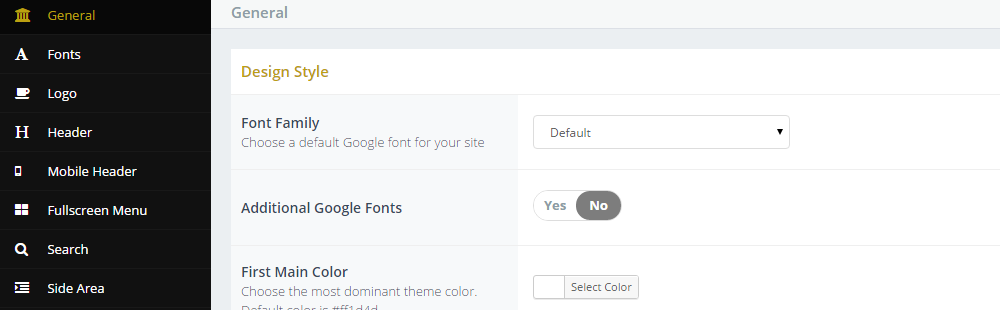 General
Fonts
Logo
Header
Mobile Header
Fullscreen Menu
Search
Side Area
General
Design Style
Font Family
Choose a default Google font for your site
Default
Additional Google Fonts
Yes No
First Main Color
Choose the most dominant theme color.
Default color is #ff1d4d
Select Color